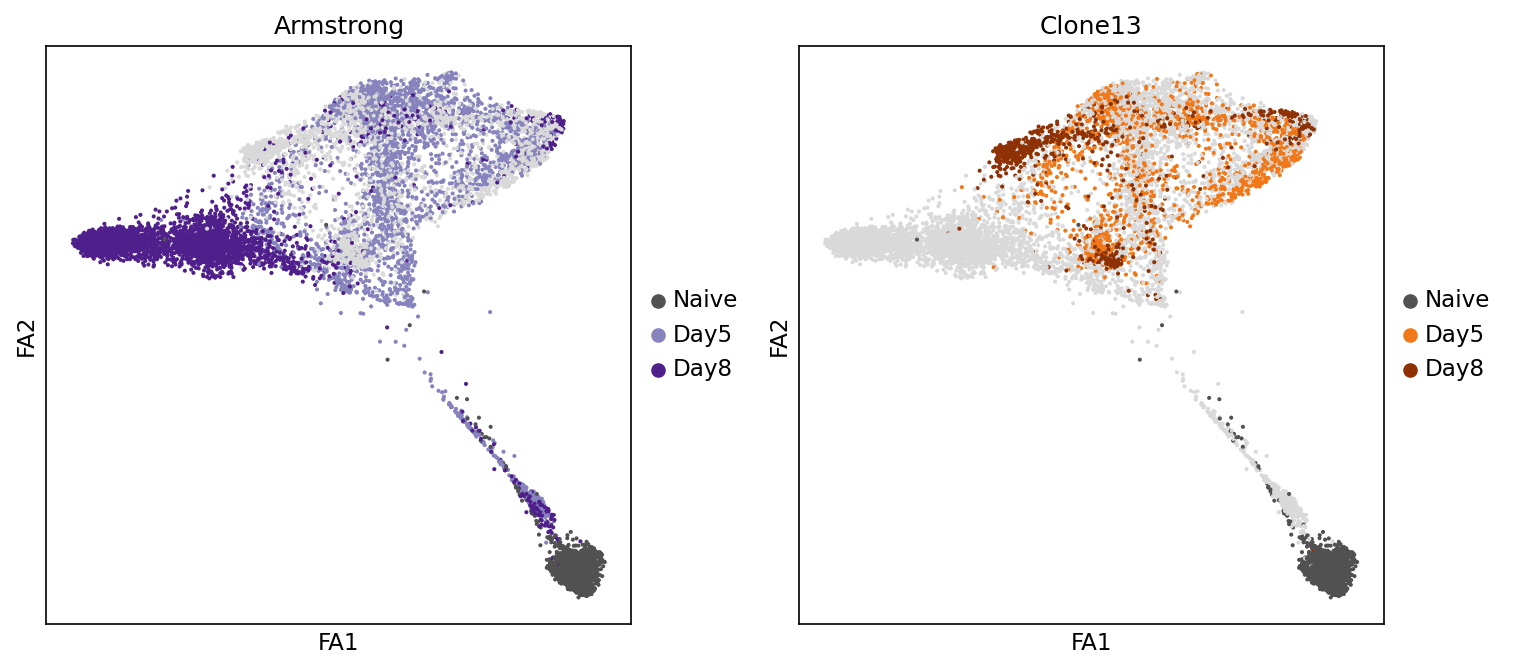 Armstrong
FA2
FA1
Naive
Day5
Day8
Clone13
FA2
FA1
Naive
Day5
Day8